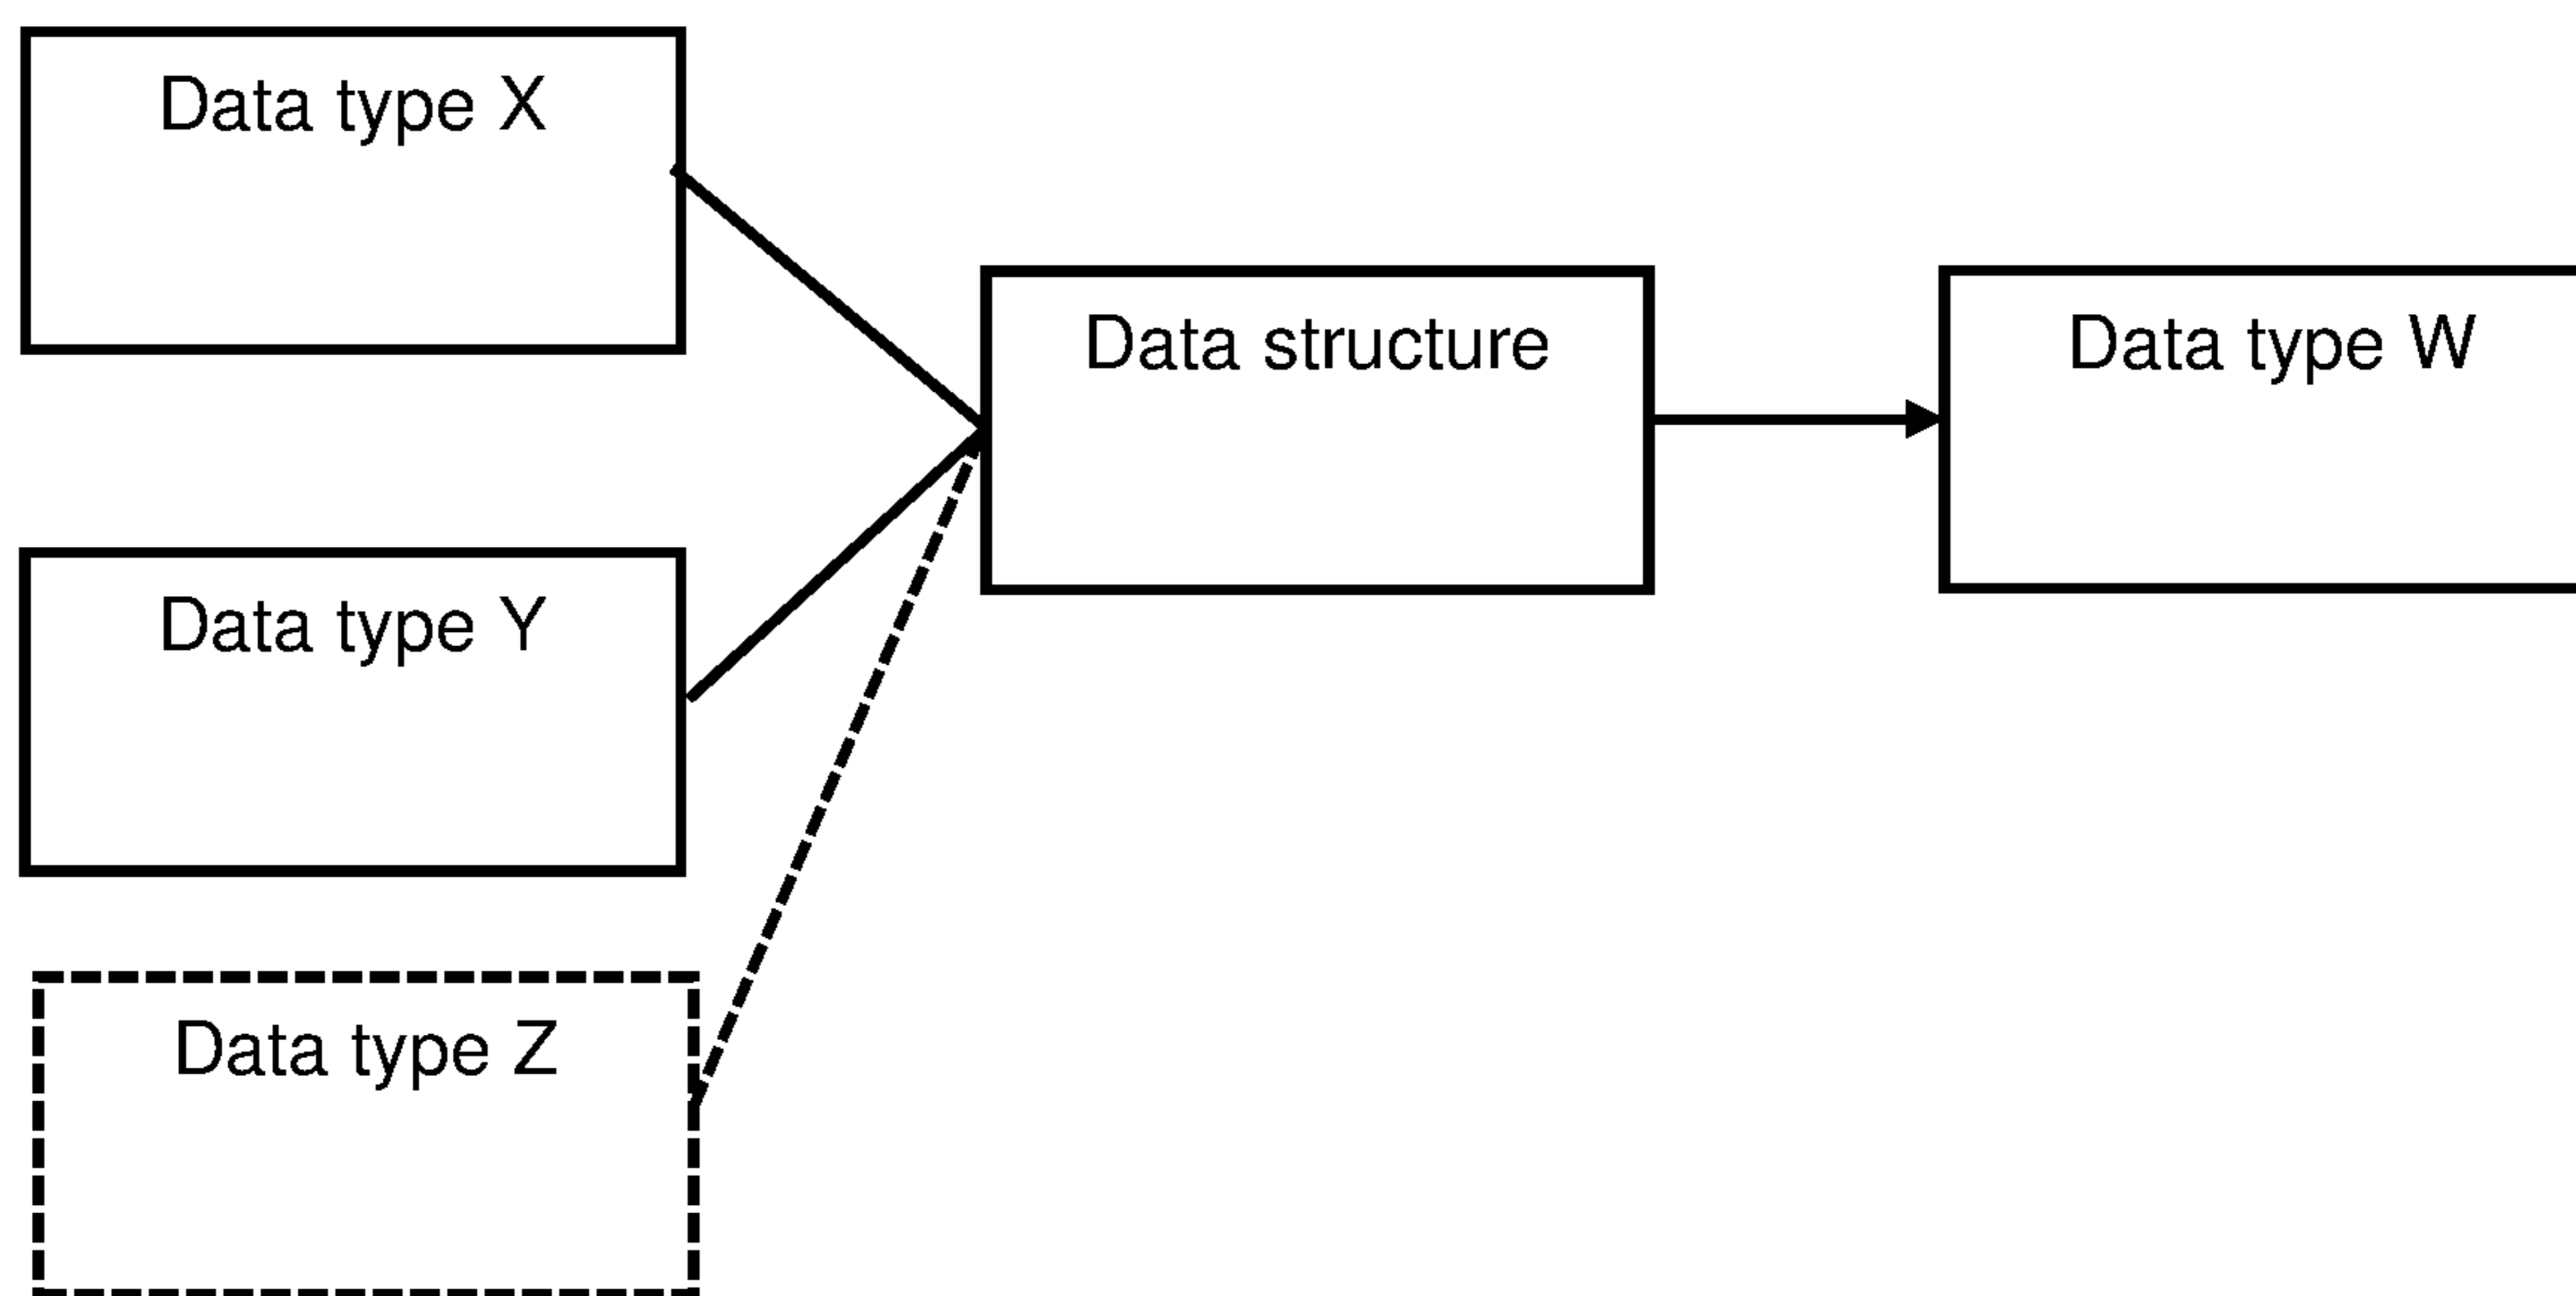 Data type X
Data structure
Data type W
Data type Y
Data type Z